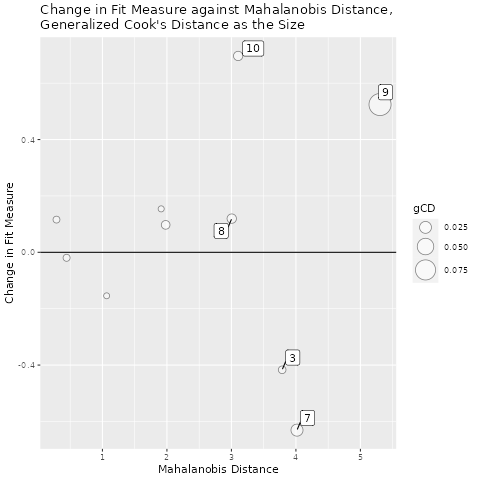 Change in Fit Measure against Mahalanobis Distance,
Generalized Cook's Distance as the Size
10
9
0.4
8
0.0
3
-0.4
7
1 2 3 4 5
Mahalanobis Distance
Change in Fit Measure
gCD
0.025
0.050
0.075